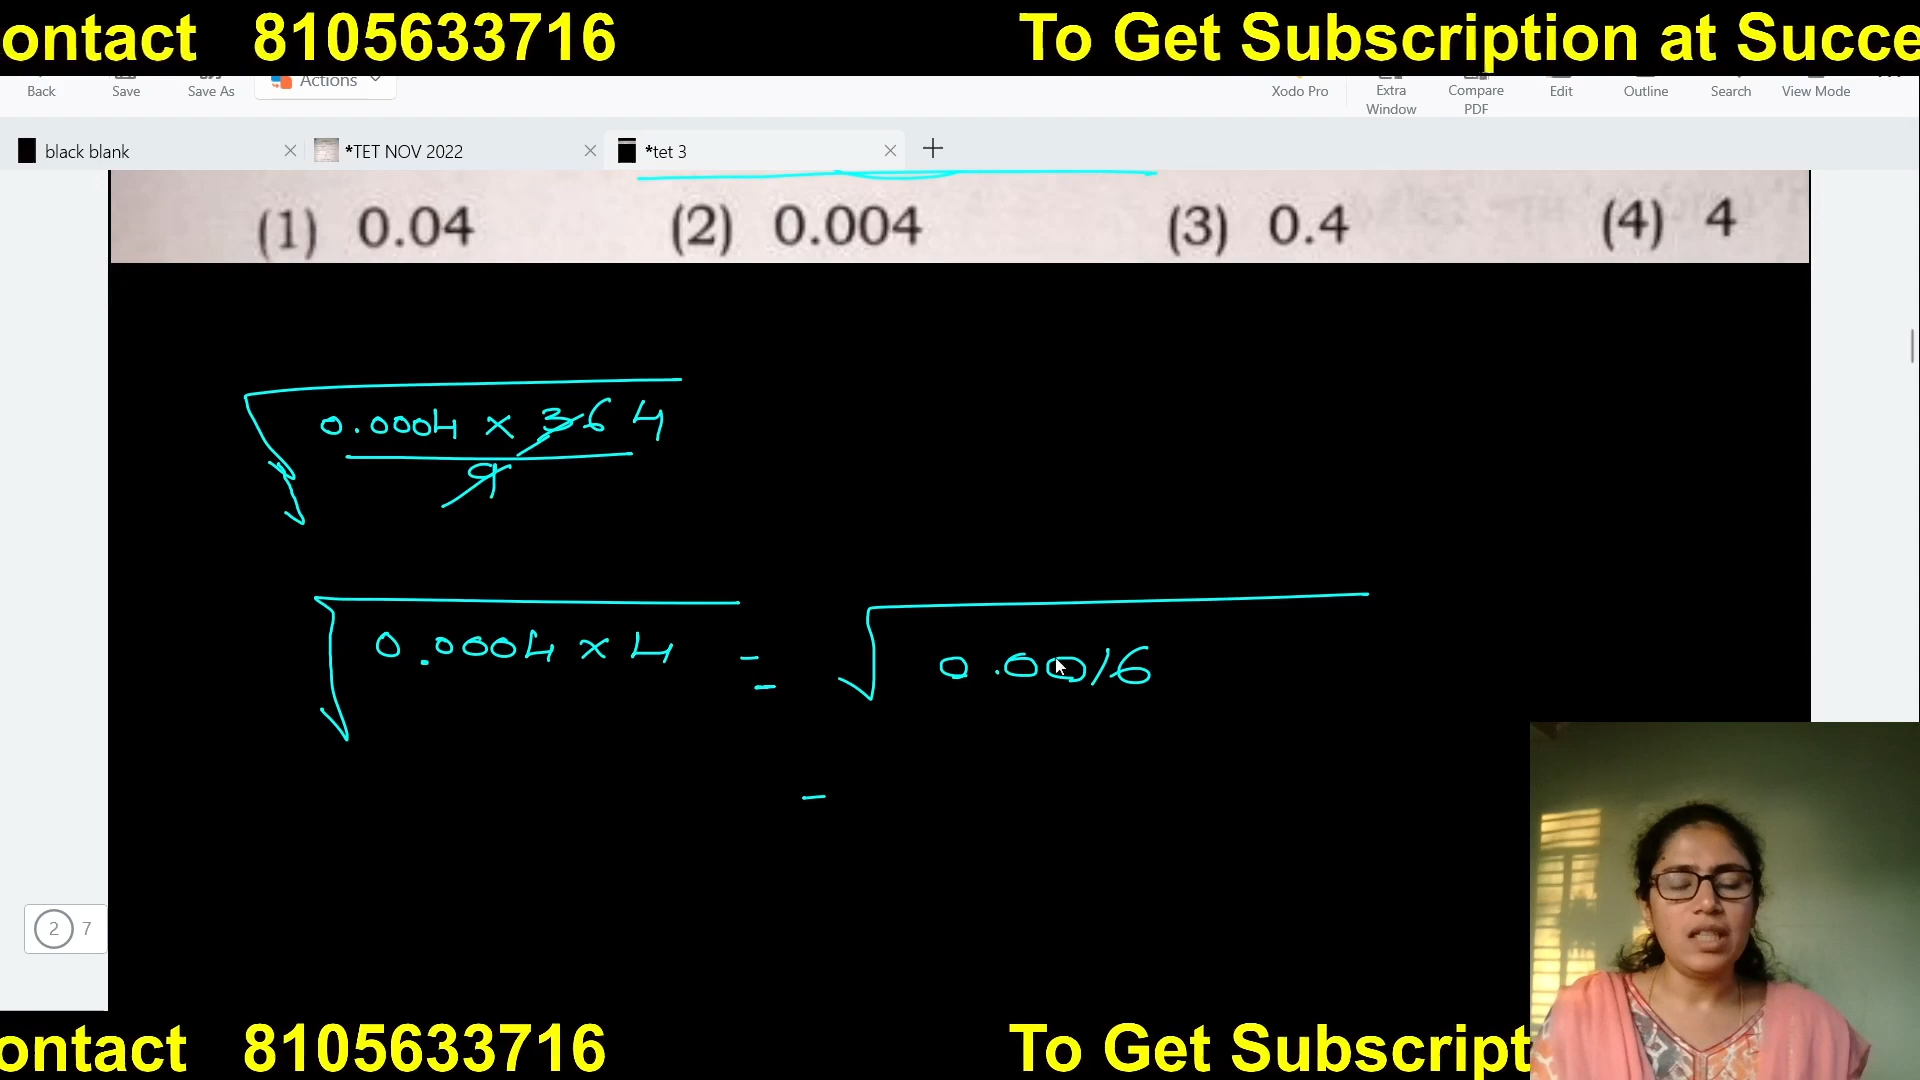 ontact 8105633716 To Get Subscription at Succe
Back Save Save As Actions Xodo Pro Extra Window Compare PDF Edit Outline Search View Mode
black blank *TET NOV 2022 *tet 3
(1) 0.04 (2) 0.004 (3) 0.4 (4) 4
√ 0.0004 × 36 4
9
√ 0.0004 × 4 = √ 0.0016
-
2 7
ontact 8105633716 To Get Subscript